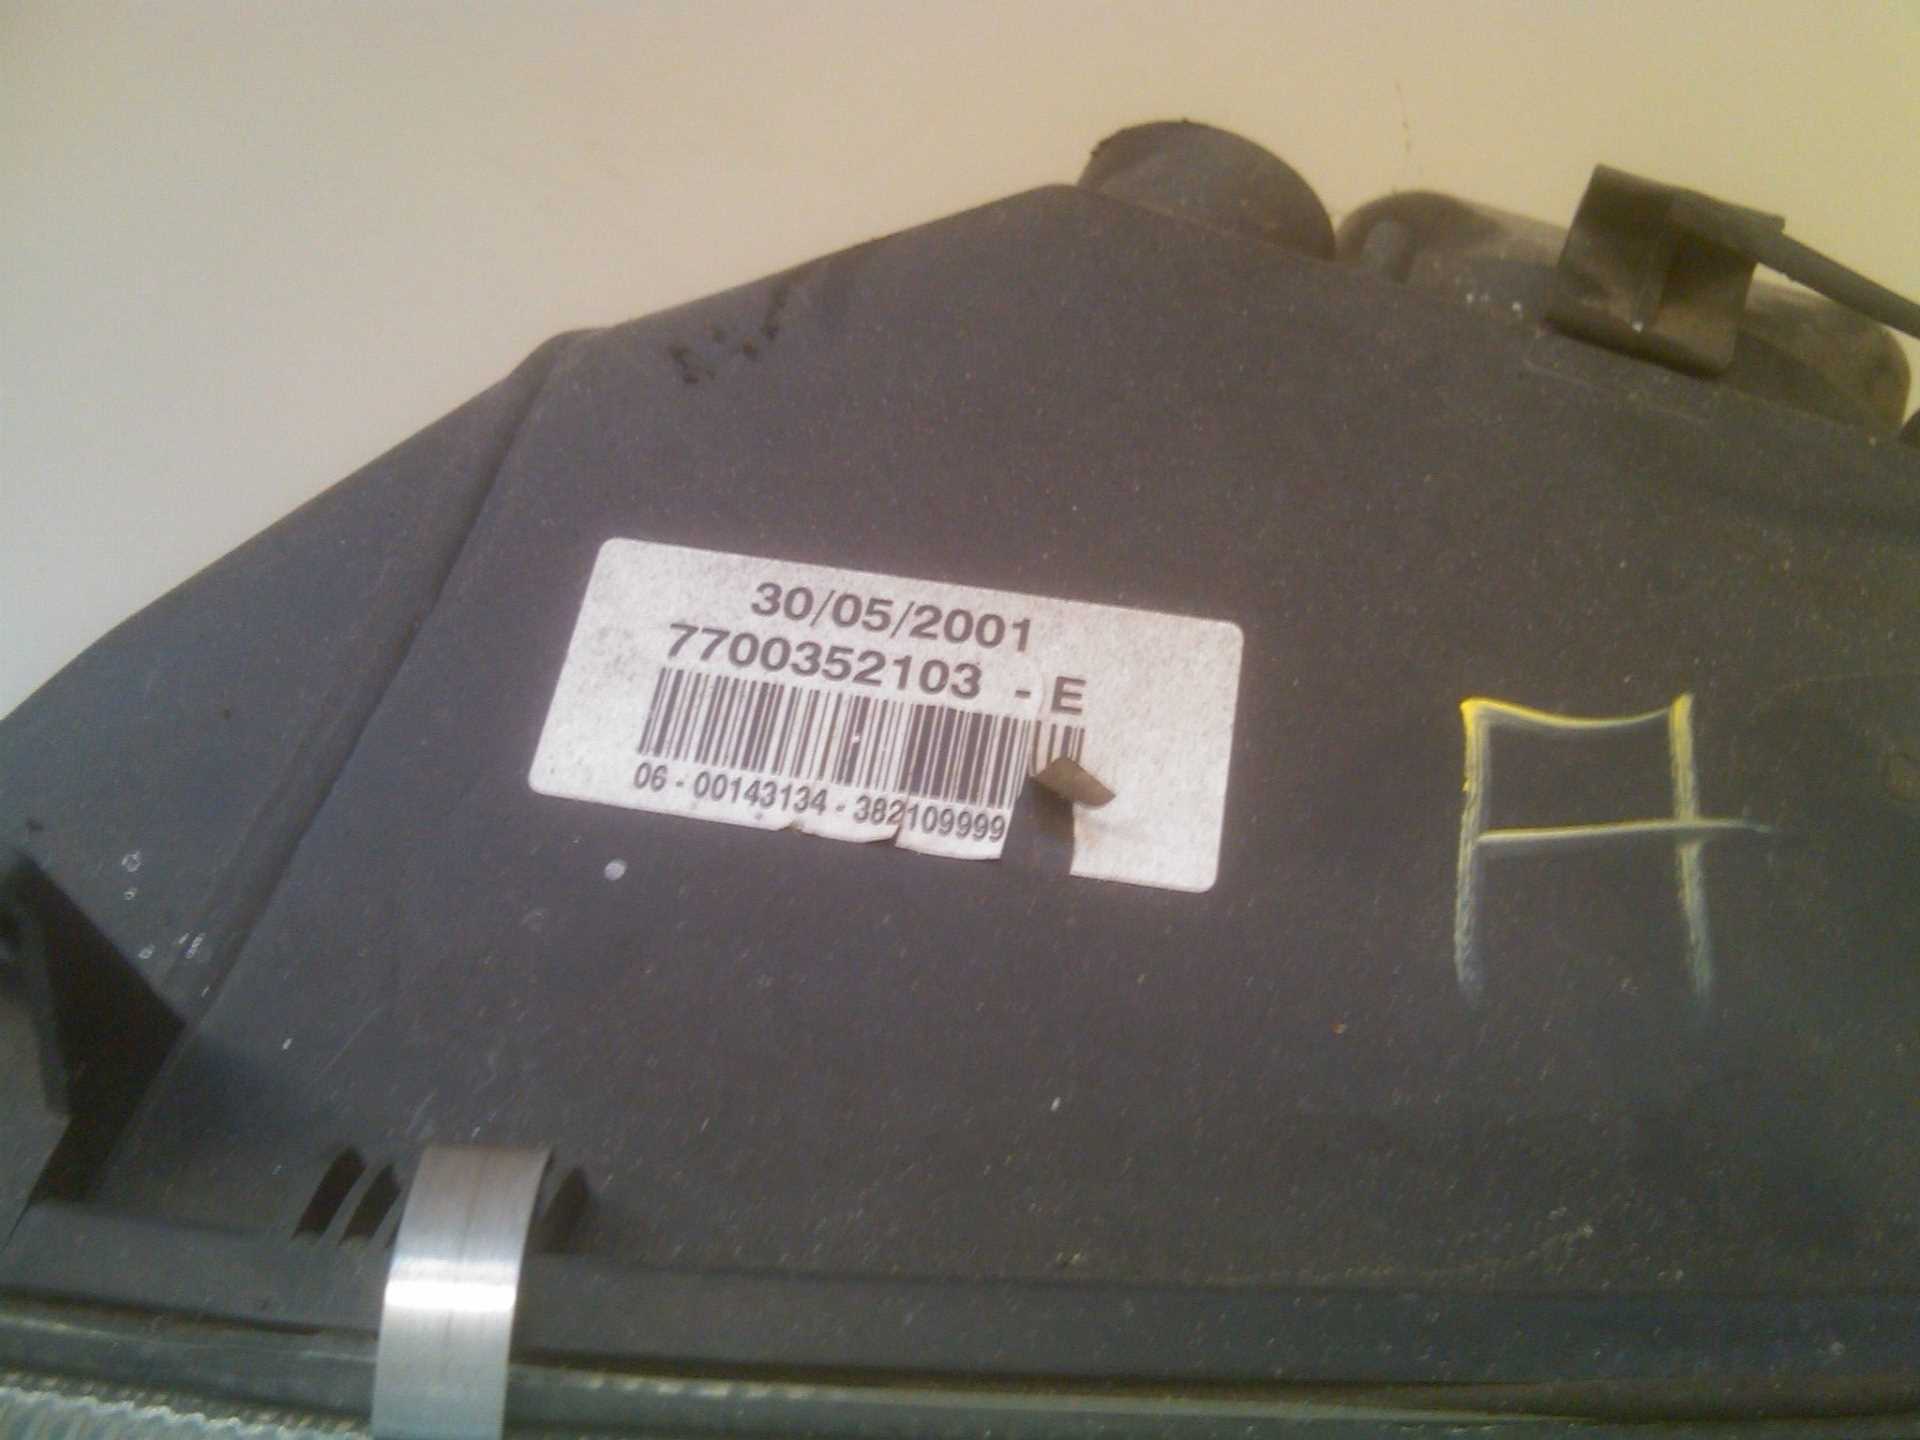 30/05/2001
7700352103 - E
06 - 00143134 - 382109999
A